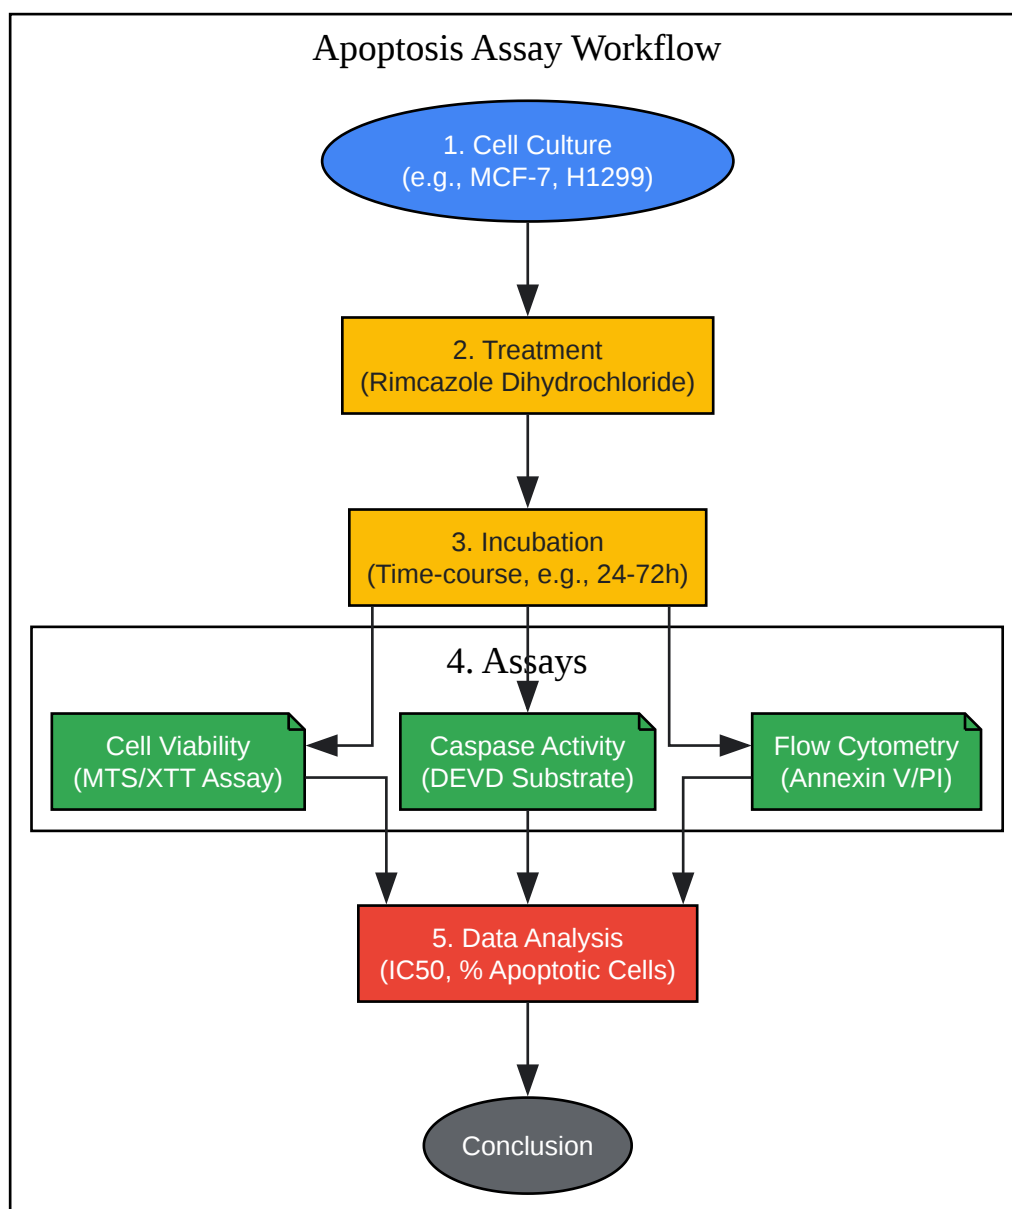 Apoptosis Assay Workflow
1. Cell Culture
(e.g., MCF-7, H1299)
2. Treatment
(Rimcazole Dihydrochloride)
3. Incubation
(Time-course, e.g., 24-72h)
4. Assays
Cell Viability
(MTS/XTT Assay)
Caspase Activity
(DEVD Substrate)
Flow Cytometry
(Annexin V/PI)
5. Data Analysis
(IC50, % Apoptotic Cells)
Conclusion